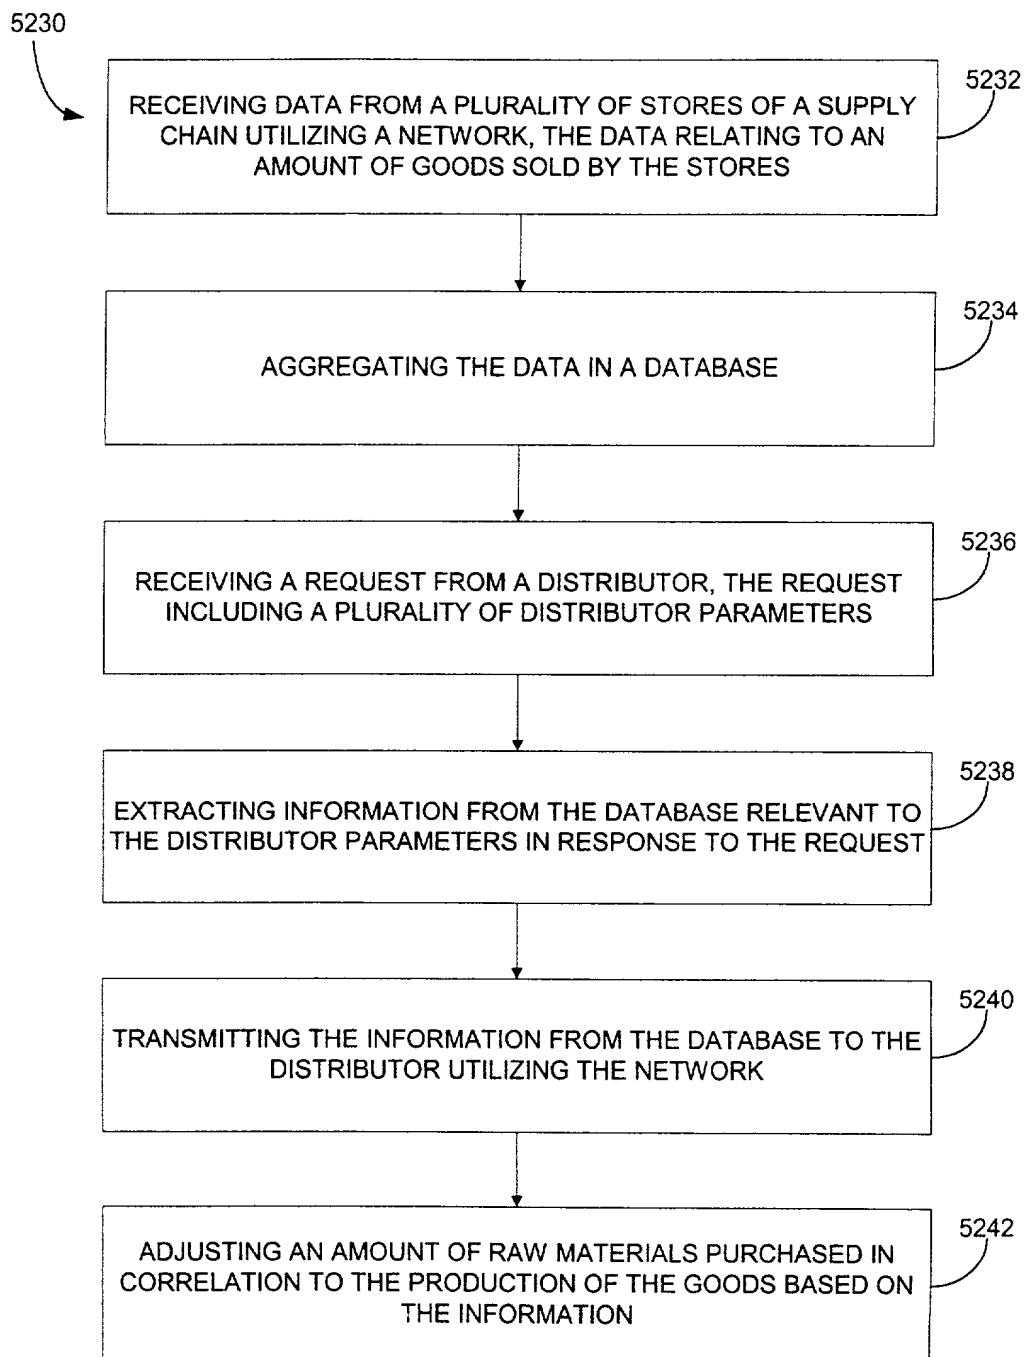 5230
5232
RECEIVING DATA FROM A PLURALITY OF STORES OF A SUPPLY
CHAIN UTILIZING A NETWORK, THE DATA RELATING TO AN
AMOUNT OF GOODS SOLD BY THE STORES
5234
AGGREGATING THE DATA IN A DATABASE
5236
RECEIVING A REQUEST FROM A DISTRIBUTOR, THE REQUEST
INCLUDING A PLURALITY OF DISTRIBUTOR PARAMETERS
5238
EXTRACTING INFORMATION FROM THE DATABASE RELEVANT TO
THE DISTRIBUTOR PARAMETERS IN RESPONSE TO THE REQUEST
5240
TRANSMITTING THE INFORMATION FROM THE DATABASE TO THE
DISTRIBUTOR UTILIZING THE NETWORK
5242
ADJUSTING AN AMOUNT OF RAW MATERIALS PURCHASED IN
CORRELATION TO THE PRODUCTION OF THE GOODS BASED ON
THE INFORMATION